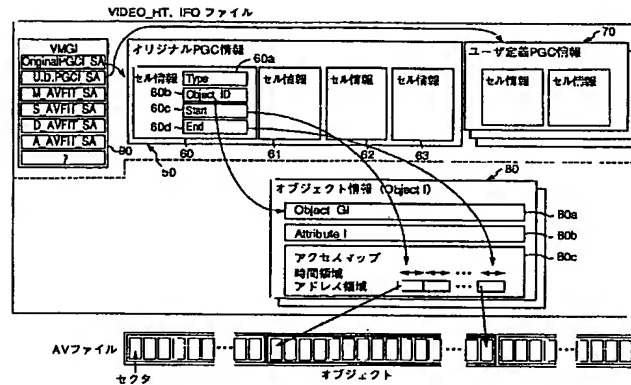 VIDEO_HT. IFO ファイル
VMGI
OriginalPGCI_SA
U.D.PGCI_SA
M_AVFIT_SA
S_AVFIT_SA
D_AVFIT_SA
A_AVFIT_SA
?
90
オリジナルPGC情報
60a
セル情報
Type
60b
Object_ID
60c
Start
60d
End
セル情報
セル情報
セル情報
60
61
62
63
50
70
ユーザ定義PGC情報
セル情報
セル情報
80
オブジェクト情報 (Object I)
Object_GI
80a
Attribute_I
80b
アクセスマップ
80c
時間領域
アドレス領域
AVファイル
セクタ
オブジェクト